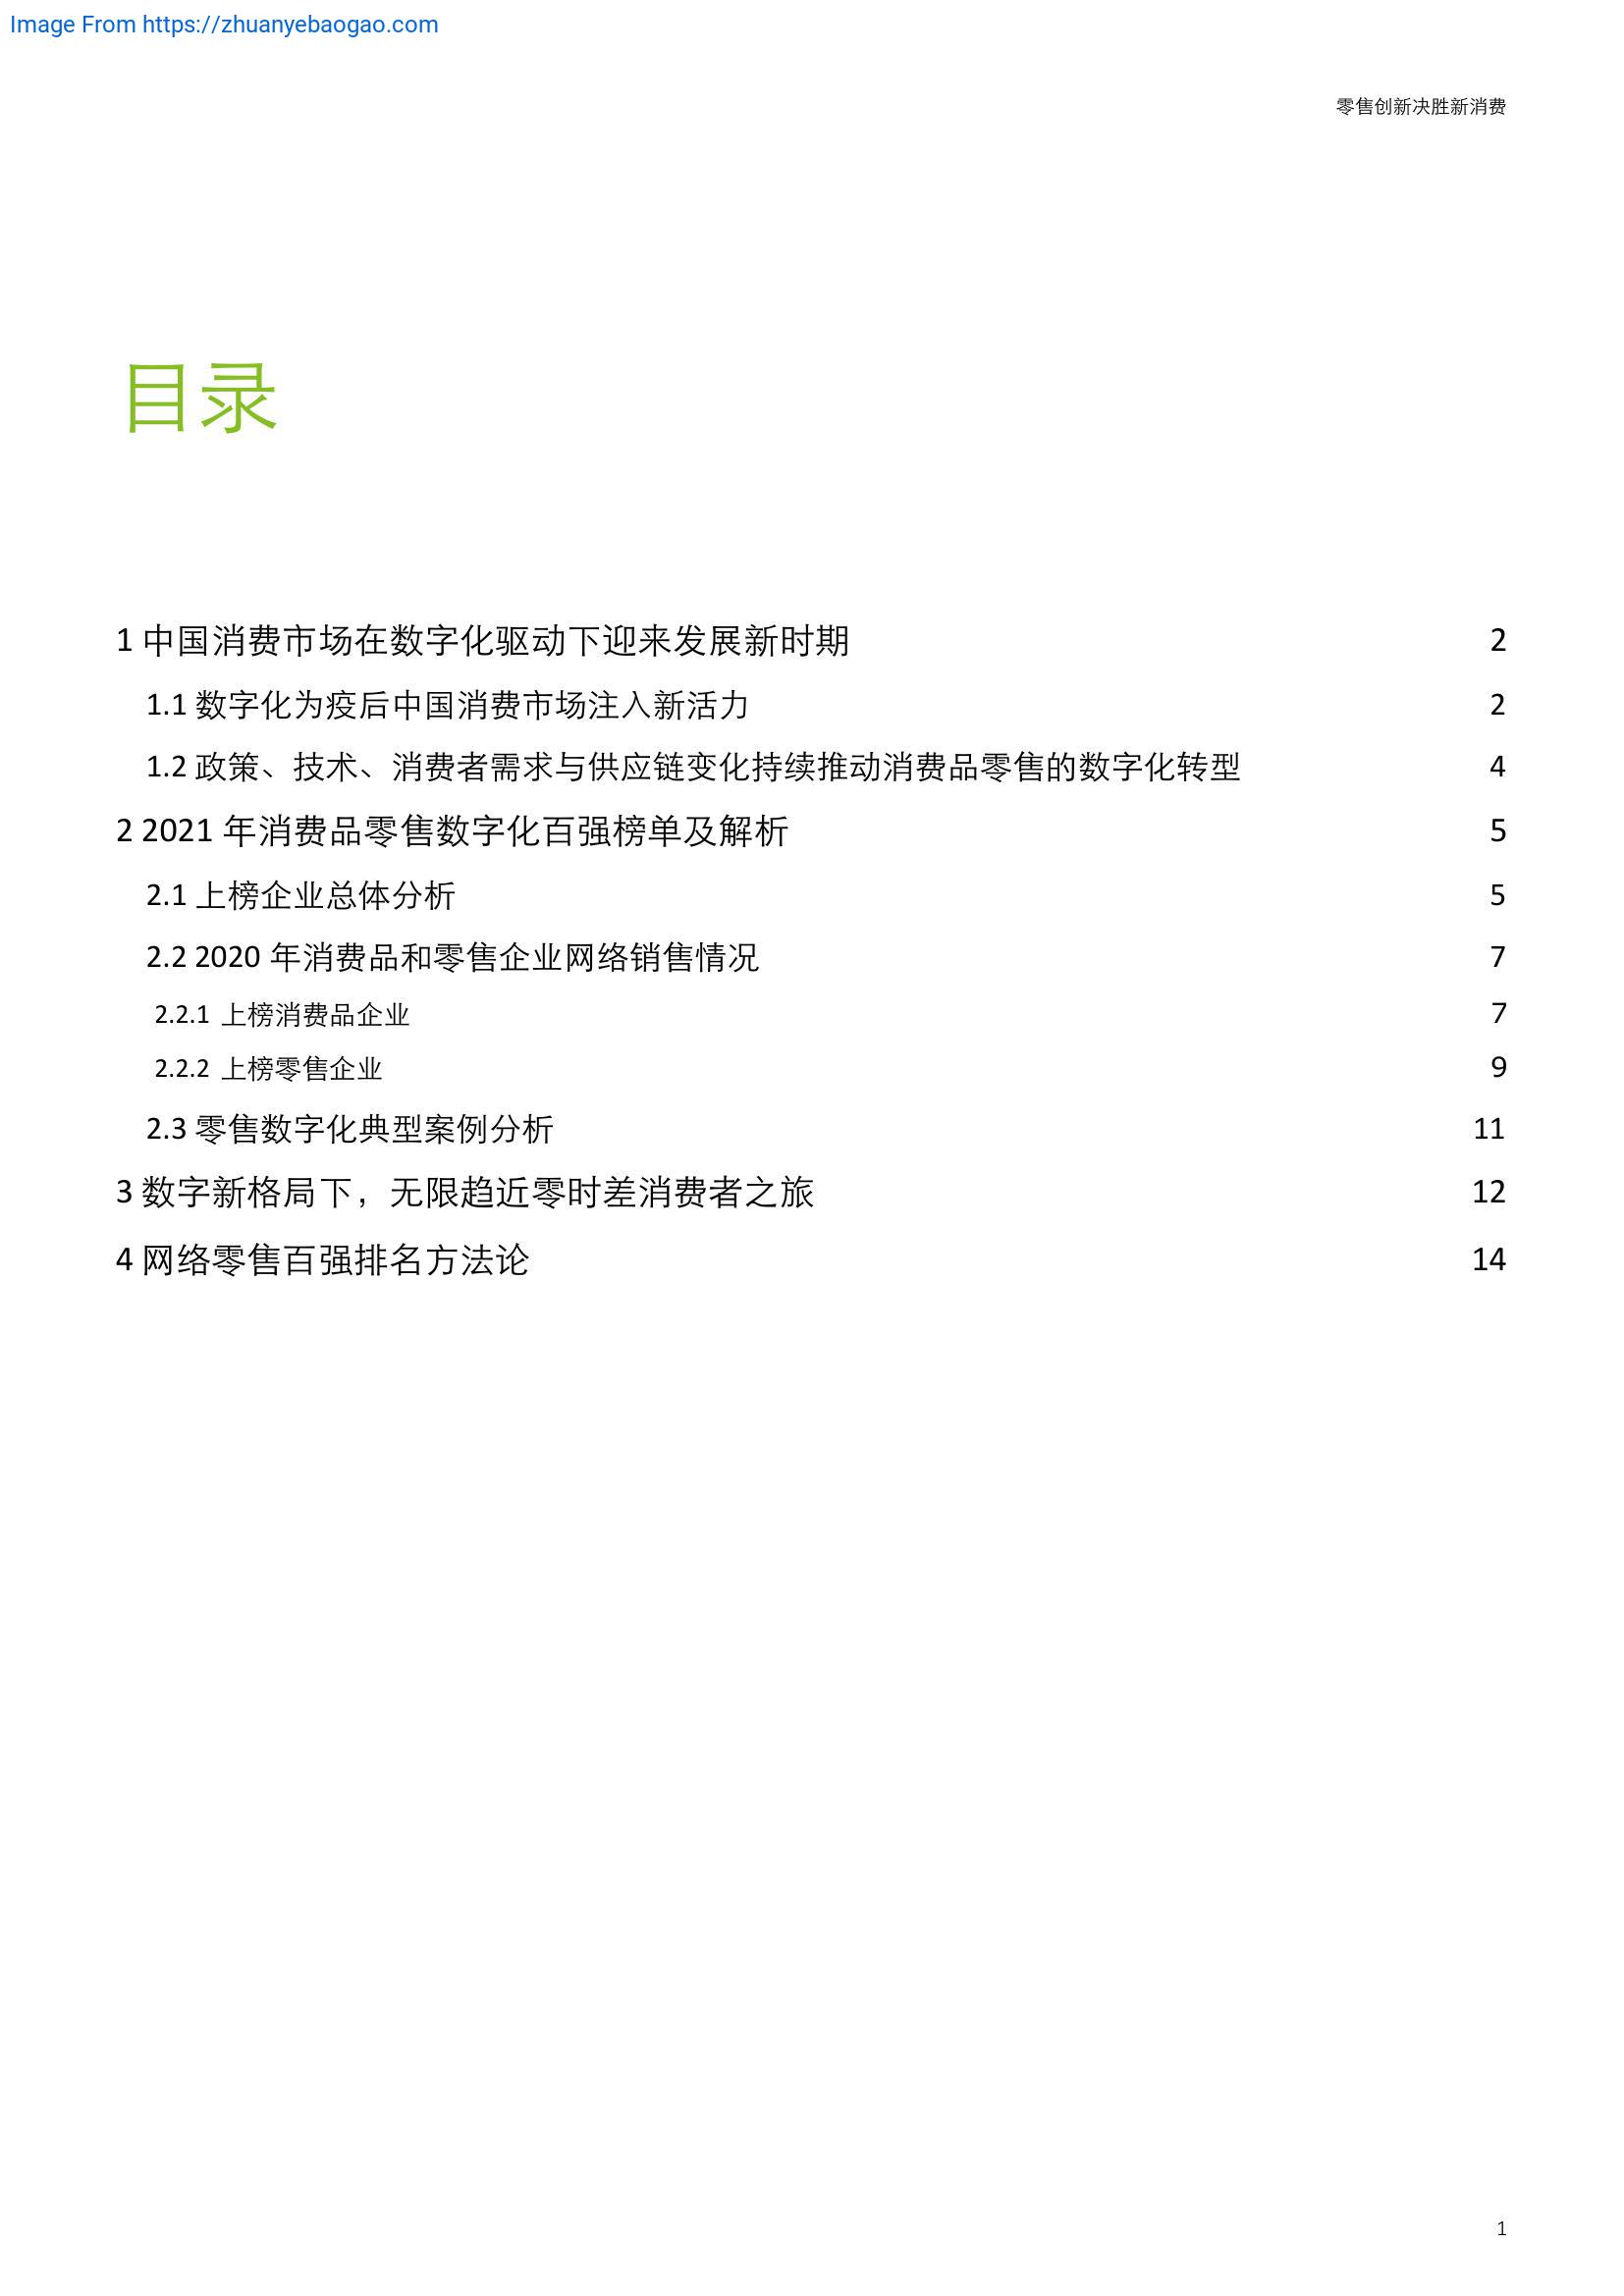 Image From https://zhuanyebaogao.com
零售创新决胜新消费
目录
1 中国消费市场在数字化驱动下迎来发展新时期 2
1.1 数字化为疫后中国消费市场注入新活力 2
1.2 政策、技术、消费者需求与供应链变化持续推动消费品零售的数字化转型 4
2 2021 年消费品零售数字化百强榜单及解析 5
2.1 上榜企业总体分析 5
2.2 2020 年消费品和零售企业网络销售情况 7
2.2.1 上榜消费品企业 7
2.2.2 上榜零售企业 9
2.3 零售数字化典型案例分析 11
3 数字新格局下，无限趋近零时差消费者之旅 12
4 网络零售百强排名方法论 14
1